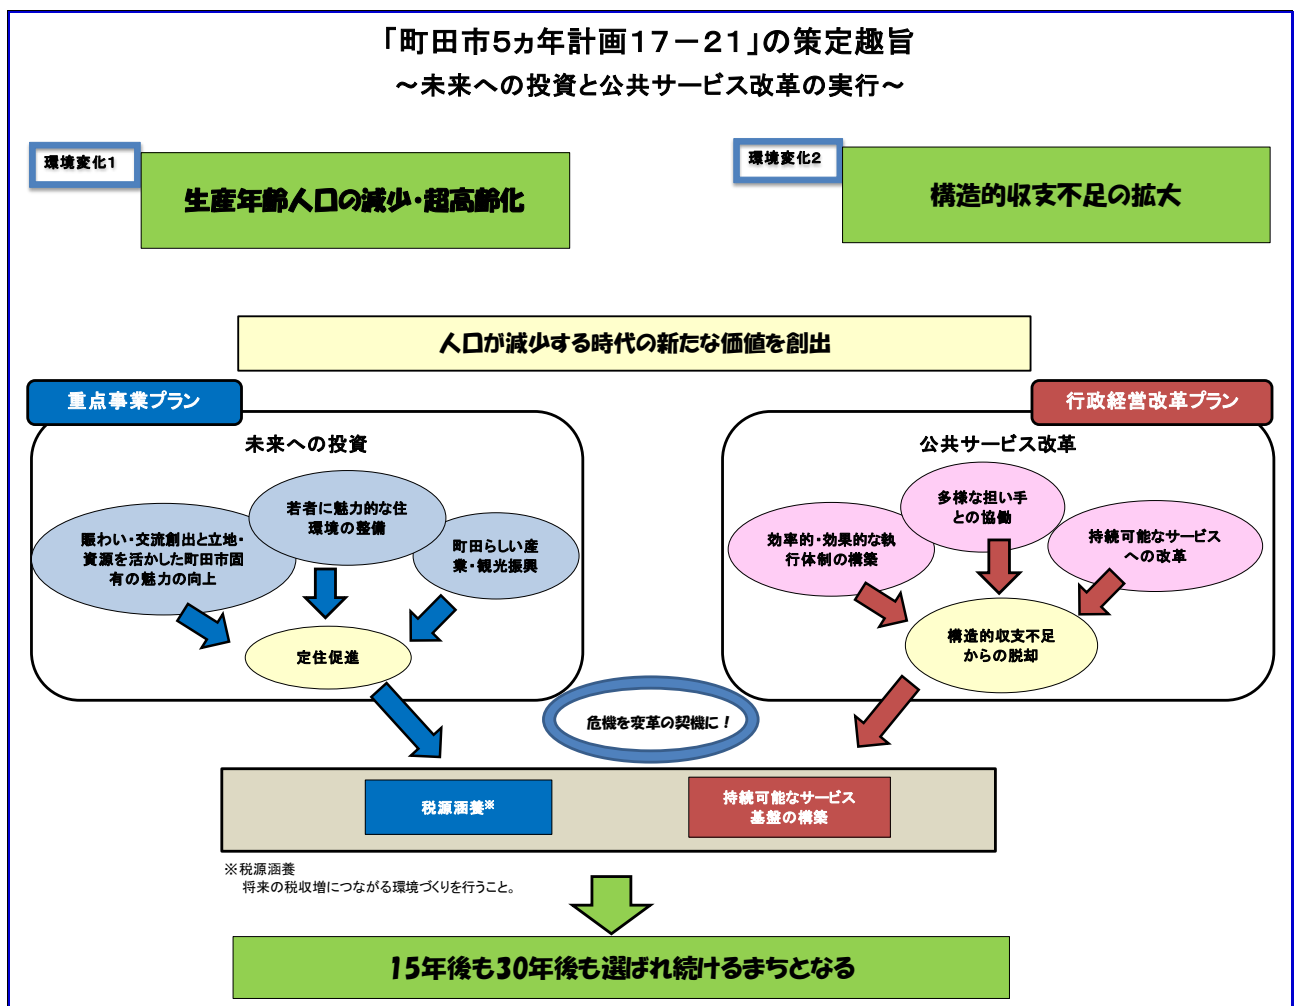 「町田市5ヵ年計画17－21」の策定趣旨
～未来への投資と公共サービス改革の実行～
環境変化1
生産年齢人口の減少・超高齢化
環境変化2
構造的収支不足の拡大
人口が減少する時代の新たな価値を創出
重点事業プラン
未来への投資
賑わい・交流創出と立地・
資源を活かした町田市固
有の魅力の向上
若者に魅力的な住
環境の整備
町田らしい産
業・観光振興
定住促進
行政経営改革プラン
公共サービス改革
効率的・効果的な執
行体制の構築
多様な担い手
との協働
持続可能なサービス
への改革
構造的収支不足
からの脱却
危機を変革の契機に！
税源涵養※
持続可能なサービス
基盤の構築
※税源涵養
将来の税収増につながる環境づくりを行うこと。
15年後も30年後も選ばれ続けるまちとなる